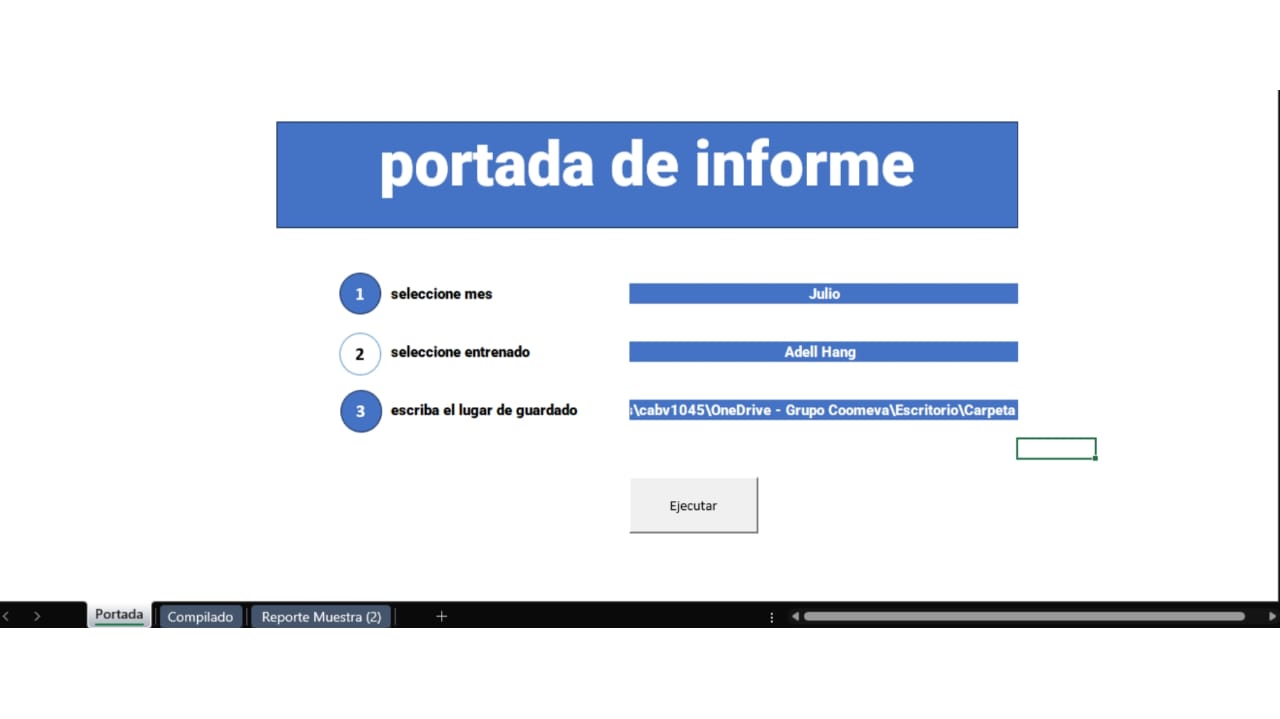 portada de informe
1 seleccione mes Julio
2 seleccione entrenado Adell Hang
3 escriba el lugar de guardado \cabv1045\OneDrive - Grupo Coomeva\Escritorio\Carpeta
Ejecutar
Portada Compilado Reporte Muestra (2)